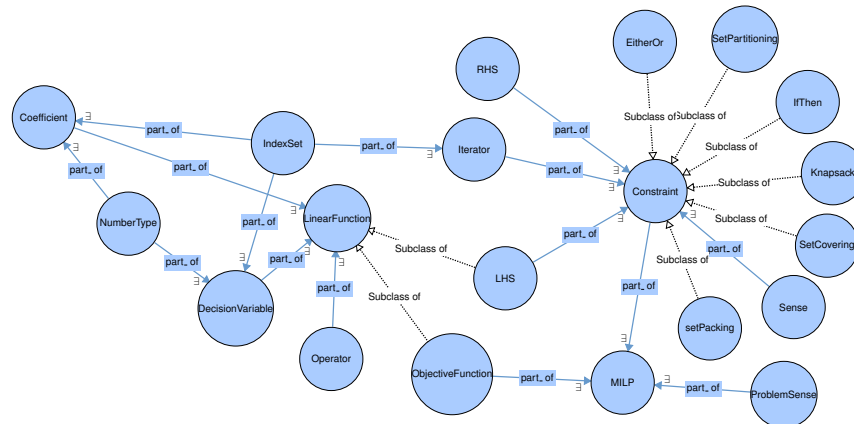 EitherOr
SetPartitioning
RHS
IfThen
Coefficient
∃
Subclass of
Subclass of
part_of
part_of
∃
IndexSet
part_of
∃
Iterator
Subclass of
∃
part_of
part_of
part_of
∃
Constraint
Subclass of
Knapsack
NumberType
∃
LinearFunction
part_of
∃
∃
Subclass of
SetCovering
part_of
∃
part_of
∃
∃
Subclass of
part_of
part_of
Subclass of
∃
DecisionVariable
part_of
Subclass of
LHS
part_of
Sense
setPacking
Operator
∃
ObjectiveFunction
part_of
∃
MILP
∃
part_of
ProblemSense